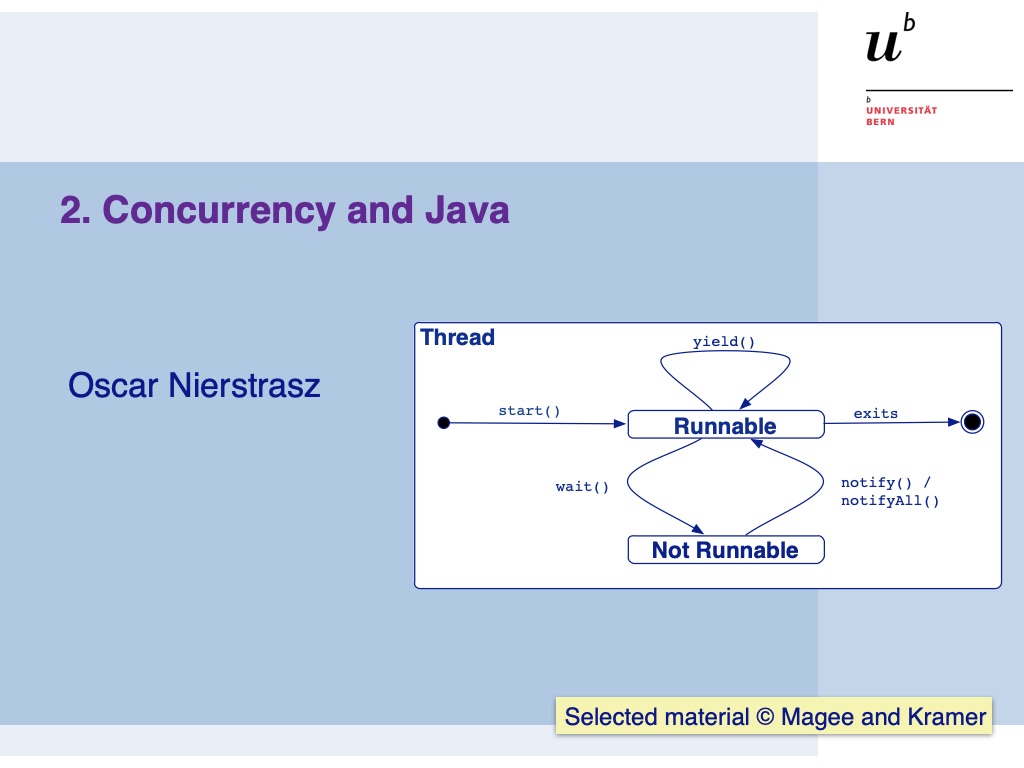 u
b
b
UNIVERSITÄT
BERN
2. Concurrency and Java
Oscar Nierstrasz
Thread
yield()
start()
Runnable
exits
wait()
notify() /
notifyAll()
Not Runnable
Selected material © Magee and Kramer